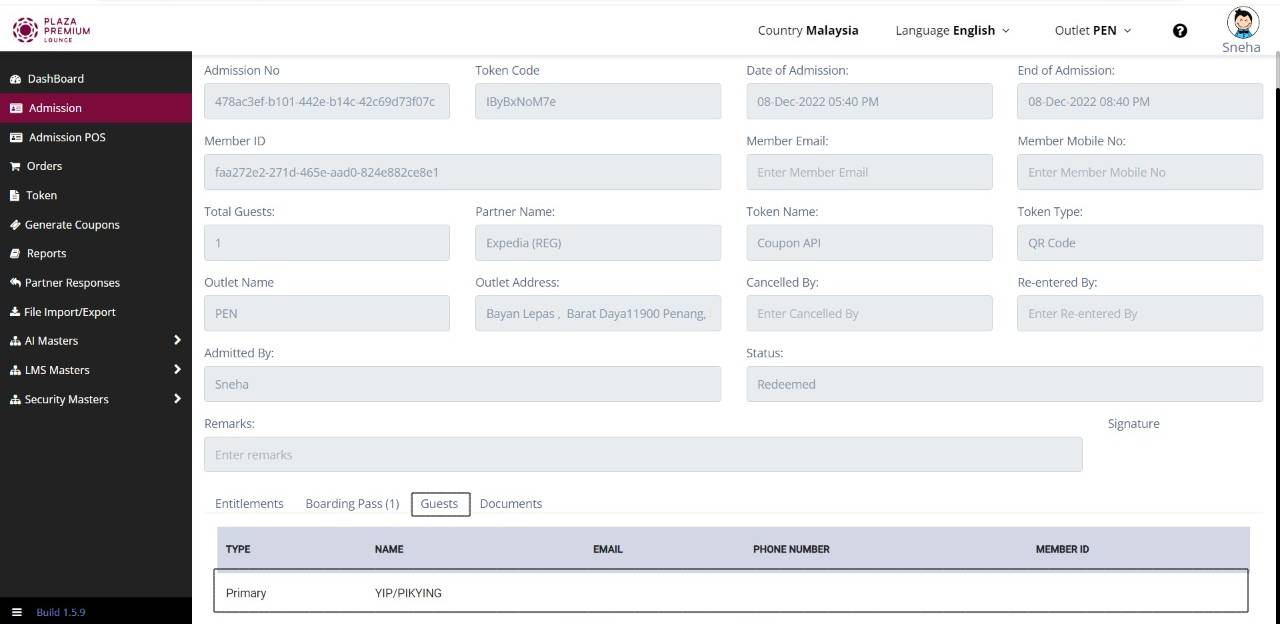 PLAZA
PREMIUM
LOUNGE
Country Malaysia
Language English
Outlet PEN
?
Sneha
DashBoard
Admission
Admission POS
Orders
Token
Generate Coupons
Reports
Partner Responses
File Import/Export
AI Masters
LMS Masters
Security Masters
Build 1.5.9
Admission No
Token Code
Date of Admission:
End of Admission:
478ac3ef-b101-442e-b14c-42c69d73f07c
IByBxNoM7e
08-Dec-2022 05:40 PM
08-Dec-2022 08:40 PM
Member ID
Member Email:
Member Mobile No:
faa272e2-271d-465e-aad0-824e882ce8e1
Enter Member Email
Enter Member Mobile No
Total Guests:
Partner Name:
Token Name:
Token Type:
1
Expedia (REG)
Coupon API
QR Code
Outlet Name
Outlet Address:
Cancelled By:
Re-entered By:
PEN
Bayan Lepas , Barat Daya11900 Penang,
Enter Cancelled By
Enter Re-entered By
Admitted By:
Status:
Sneha
Redeemed
Remarks:
Signature
Enter remarks
Entitlements
Boarding Pass (1)
Guests
Documents
TYPE
NAME
EMAIL
PHONE NUMBER
MEMBER ID
Primary
YIP/PIKYING